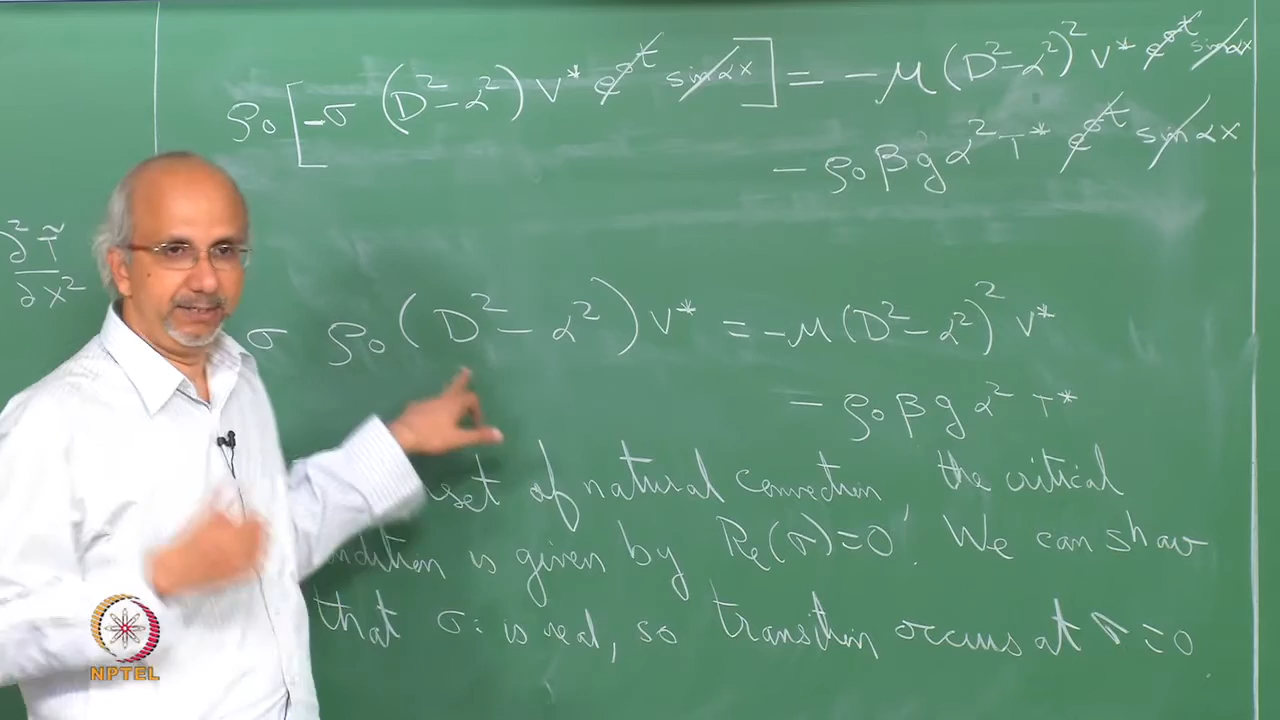 ρ₀ [-σ (D²-α²) V* e^σt sin αx] = -μ (D²-α²)² V* e^σt sin αx
- ρ₀ β g α² T* e^σt sin αx
∂² T̃
∂x²
σ ρ₀ (D²-α²) V* = -μ (D²-α²)² V*
- ρ₀ β g α² T*
set of natural convection the critical
ndition is given by Re(σ)=0. We can show
that σ is real, so transition occurs at σ=0
NPTEL